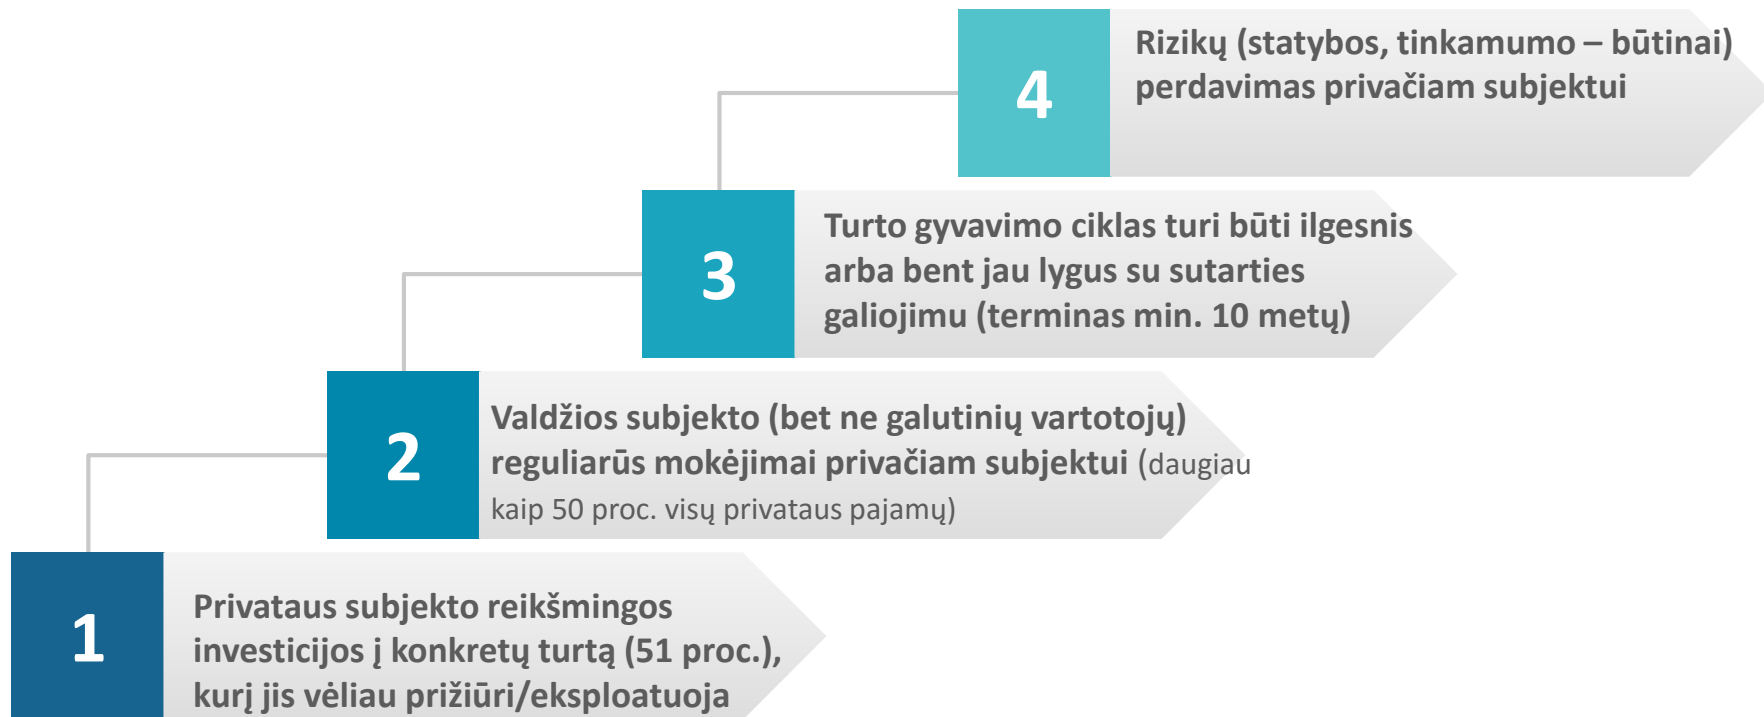 4
Rizikų (statybos, tinkamumo – būtinai)
perdavimas privačiam subjektui
3
Turto gyvavimo ciklas turi būti ilgesnis
arba bent jau lygus su sutarties
galiojimu (terminas min. 10 metų)
2
Valdžios subjekto (bet ne galutinių vartotojų)
reguliarūs mokėjimai privačiam subjektui (daugiau
kaip 50 proc. visų privataus pajamų)
1
Privataus subjekto reikšmingos
investicijos į konkretų turtą (51 proc.),
kurį jis vėliau prižiūri/eksploatuoja